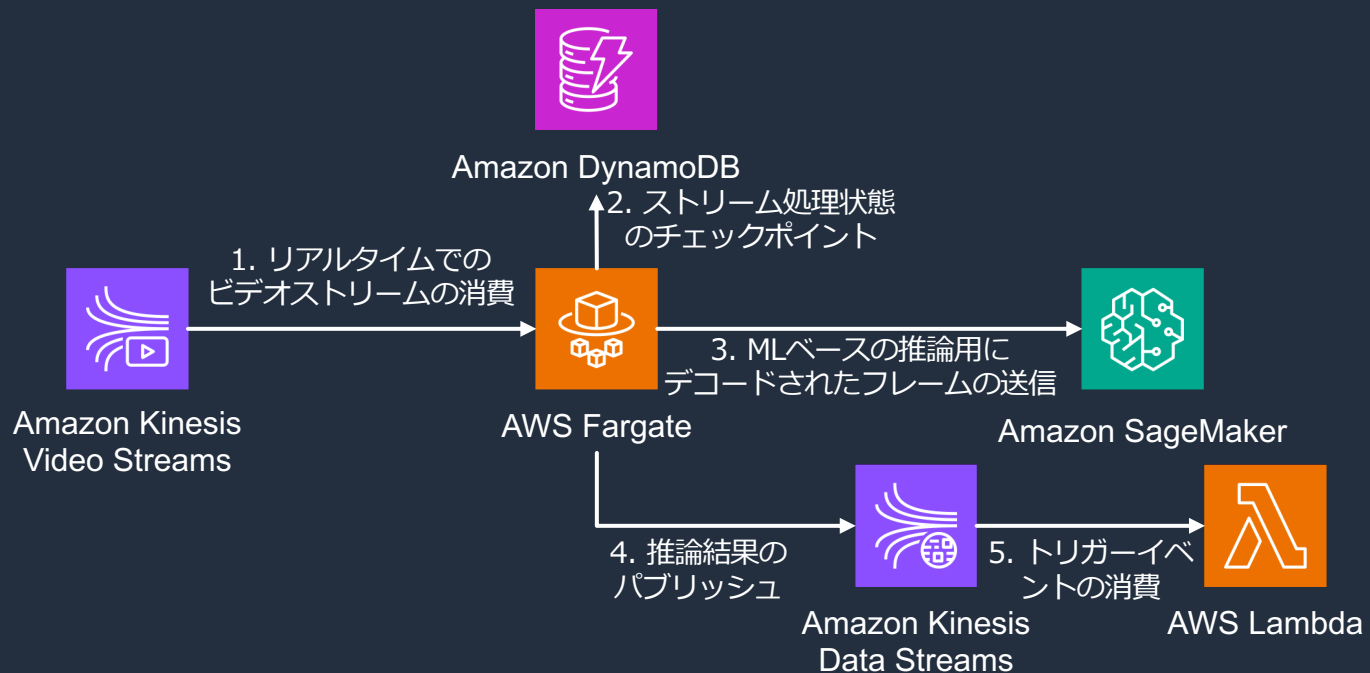 Amazon DynamoDB
2. ストリーム処理状態
のチェックポイント
1. リアルタイムでの
ビデオストリームの消費
3. MLベースの推論用に
デコードされたフレームの送信
Amazon Kinesis
Video Streams
AWS Fargate
Amazon SageMaker
4. 推論結果の
パブリッシュ
5. トリガーイベ
ントの消費
Amazon Kinesis
Data Streams
AWS Lambda